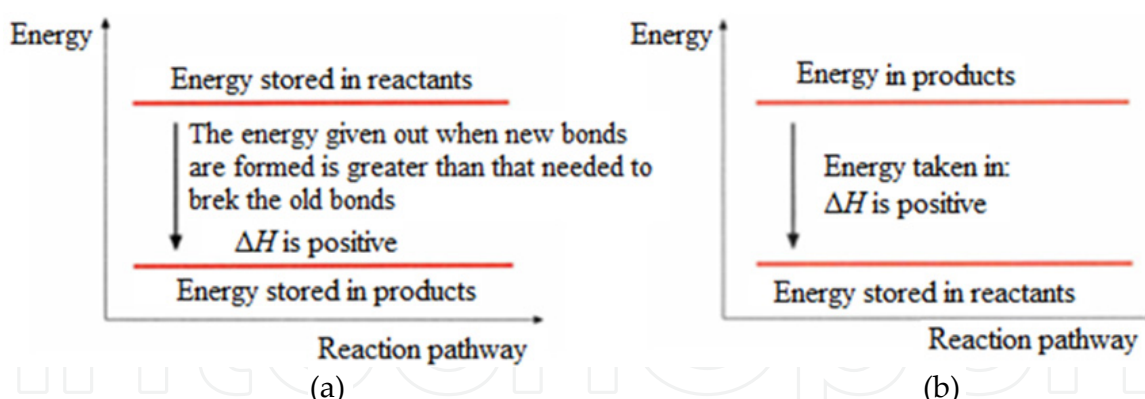 Energy
Energy stored in reactants
The energy given out when new bonds
are formed is greater than that needed to
brek the old bonds
ΔH is positive
Energy stored in products
Reaction pathway
(a)
Energy
Energy in products
Energy taken in:
ΔH is positive
Energy stored in reactants
Reaction pathway
(b)